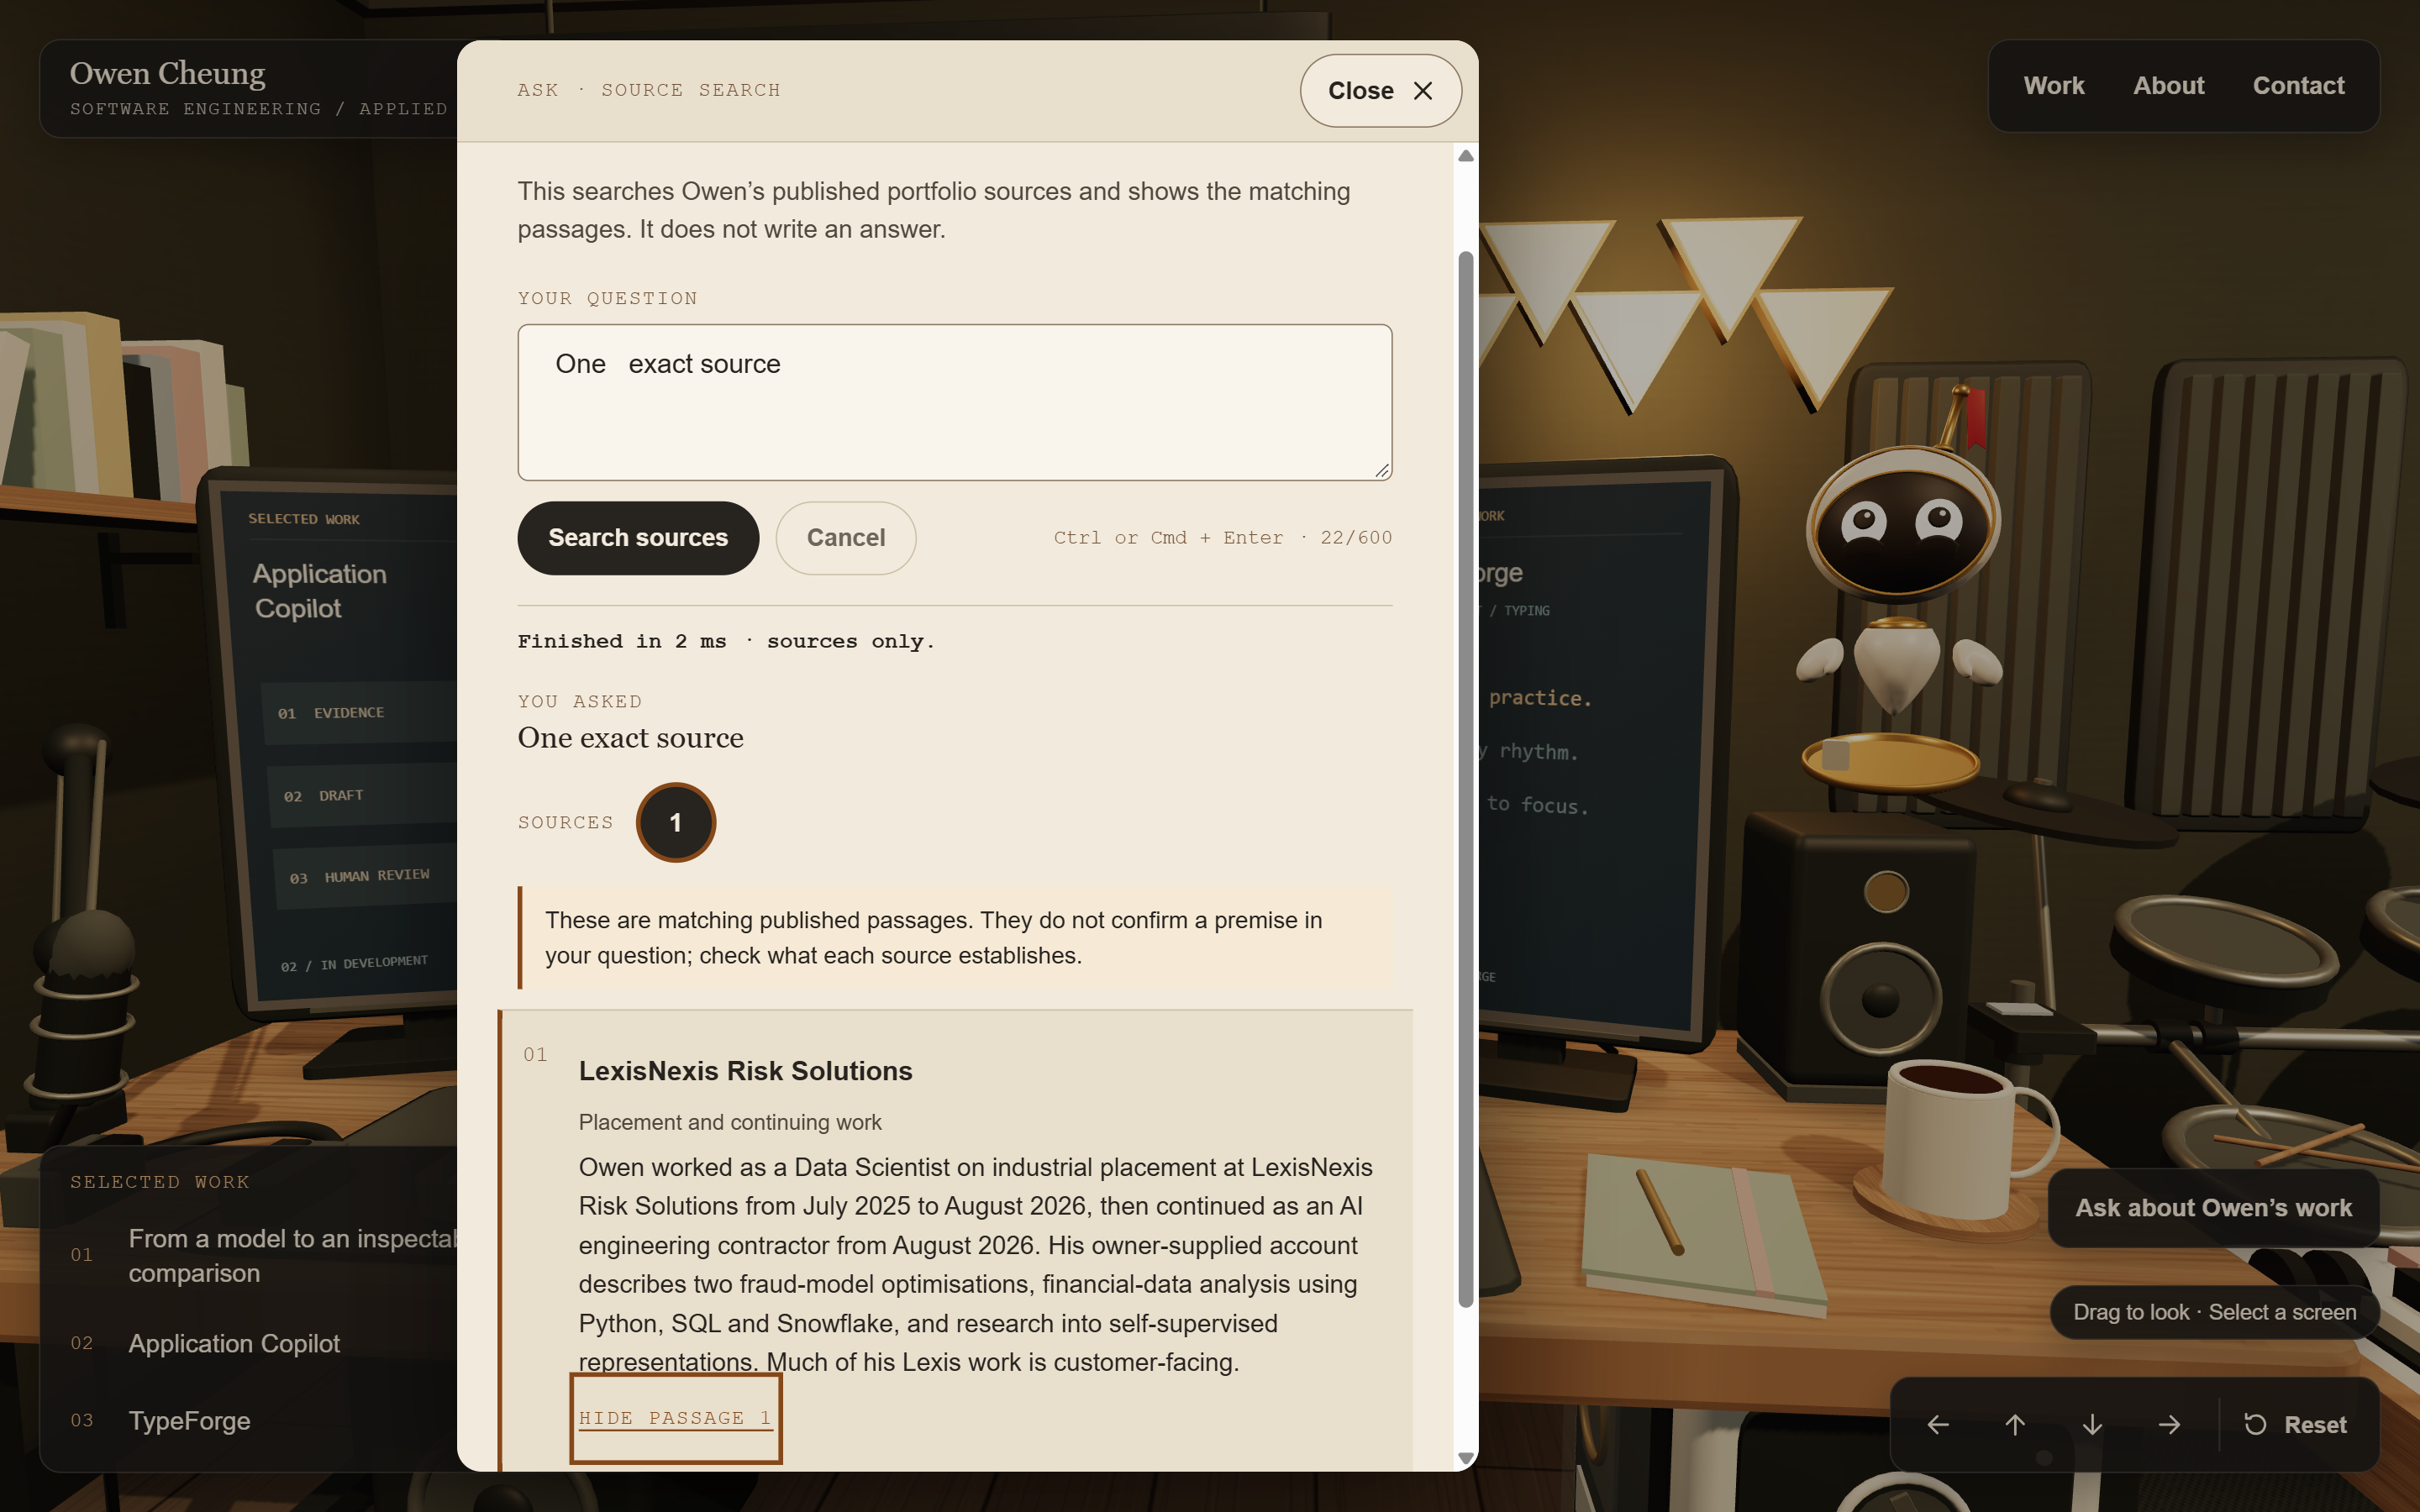 Owen Cheung
SOFTWARE ENGINEERING / APPLIED
Work
About
Contact
ASK · SOURCE SEARCH
Close
This searches Owen’s published portfolio sources and shows the matching
passages. It does not write an answer.
YOUR QUESTION
One   exact source
Search sources
Cancel
Ctrl or Cmd + Enter · 22/600
Finished in 2 ms · sources only.
YOU ASKED
One exact source
SOURCES
1
These are matching published passages. They do not confirm a premise in
your question; check what each source establishes.
01
LexisNexis Risk Solutions
Placement and continuing work
Owen worked as a Data Scientist on industrial placement at LexisNexis
Risk Solutions from July 2025 to August 2026, then continued as an AI
engineering contractor from August 2026. His owner-supplied account
describes two fraud-model optimisations, financial-data analysis using
Python, SQL and Snowflake, and research into self-supervised
representations. Much of his Lexis work is customer-facing.
HIDE PASSAGE 1
SELECTED WORK
Application
Copilot
01 EVIDENCE
02 DRAFT
03 HUMAN REVIEW
02 / IN DEVELOPMENT
/ TYPING
practice.
rhythm.
to focus.
SELECTED WORK
01
From a model to an
comparison
02
Application Copilot
03
TypeForge
Ask about Owen’s work
Drag to look · Select a screen
Reset